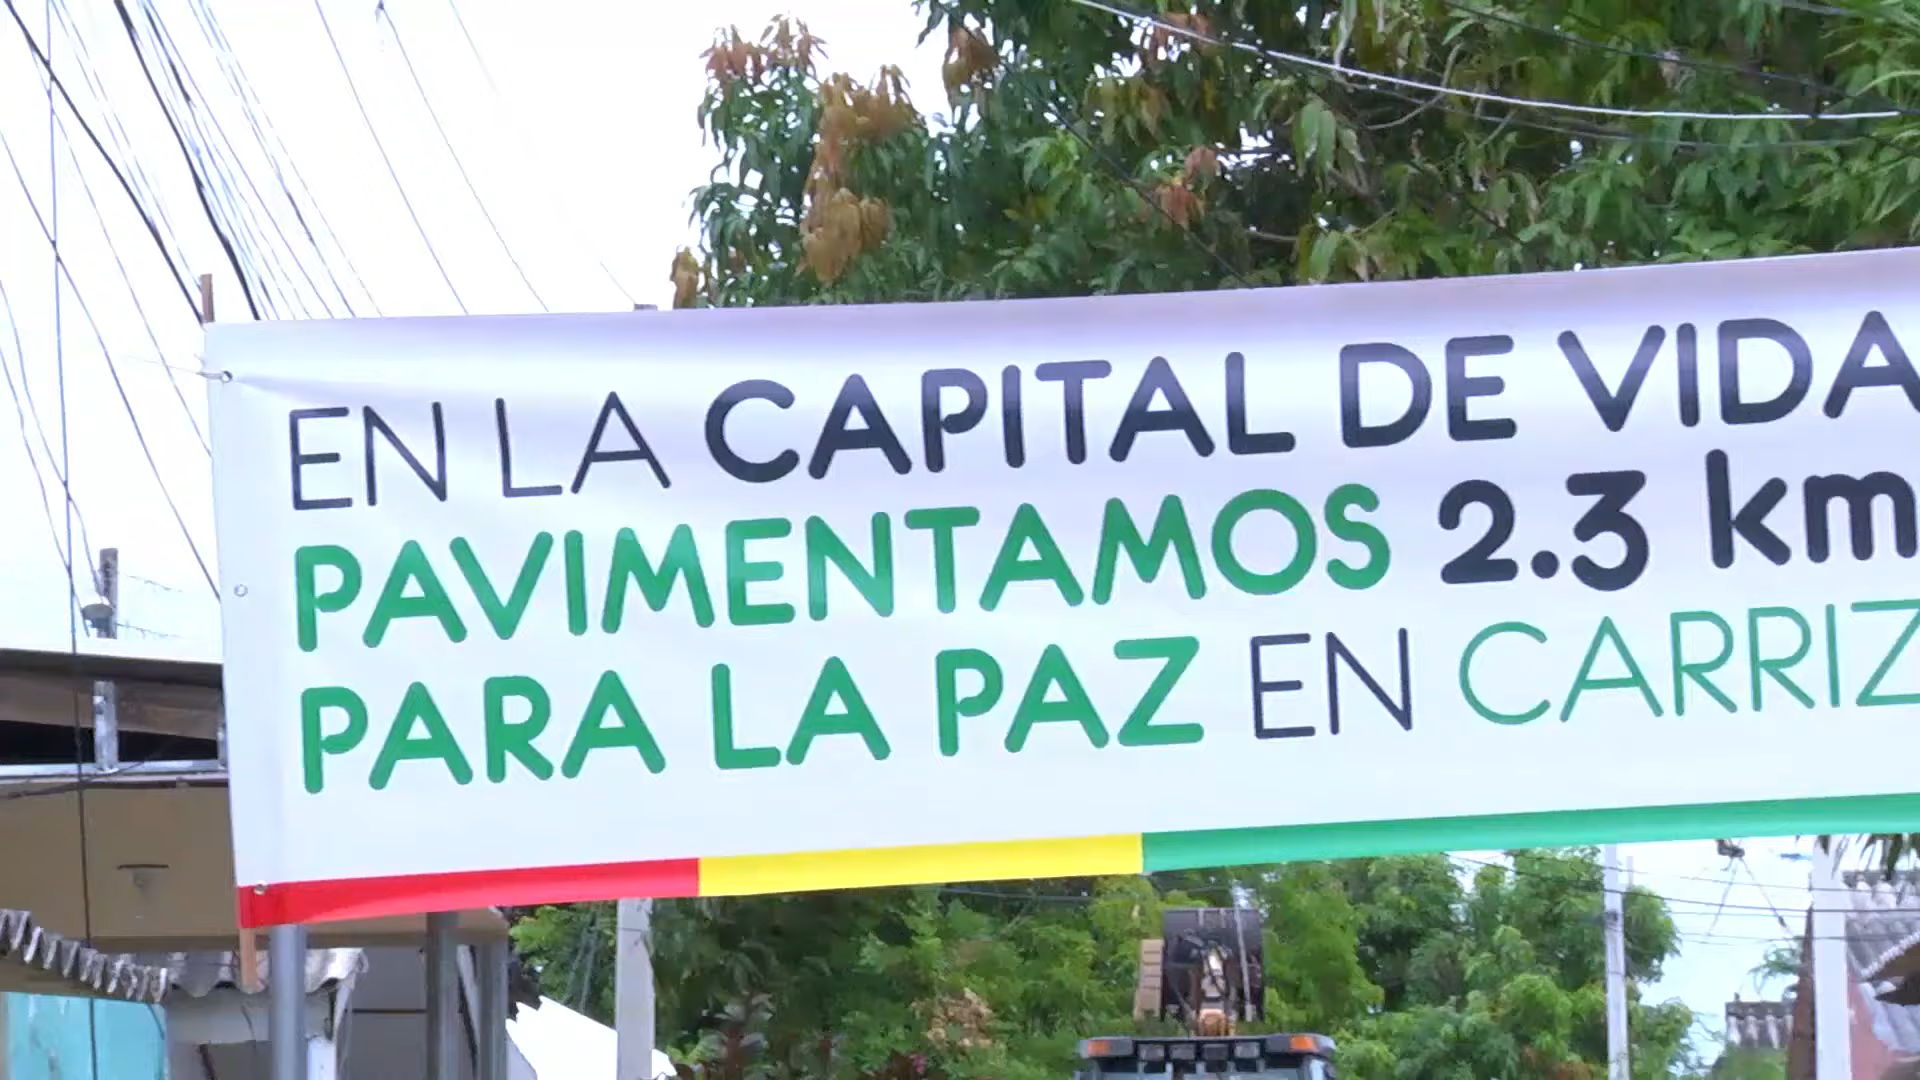 EN LA CAPITAL DE VIDA
PAVIMENTAMOS 2.3 km
PARA LA PAZ EN CARRIZ